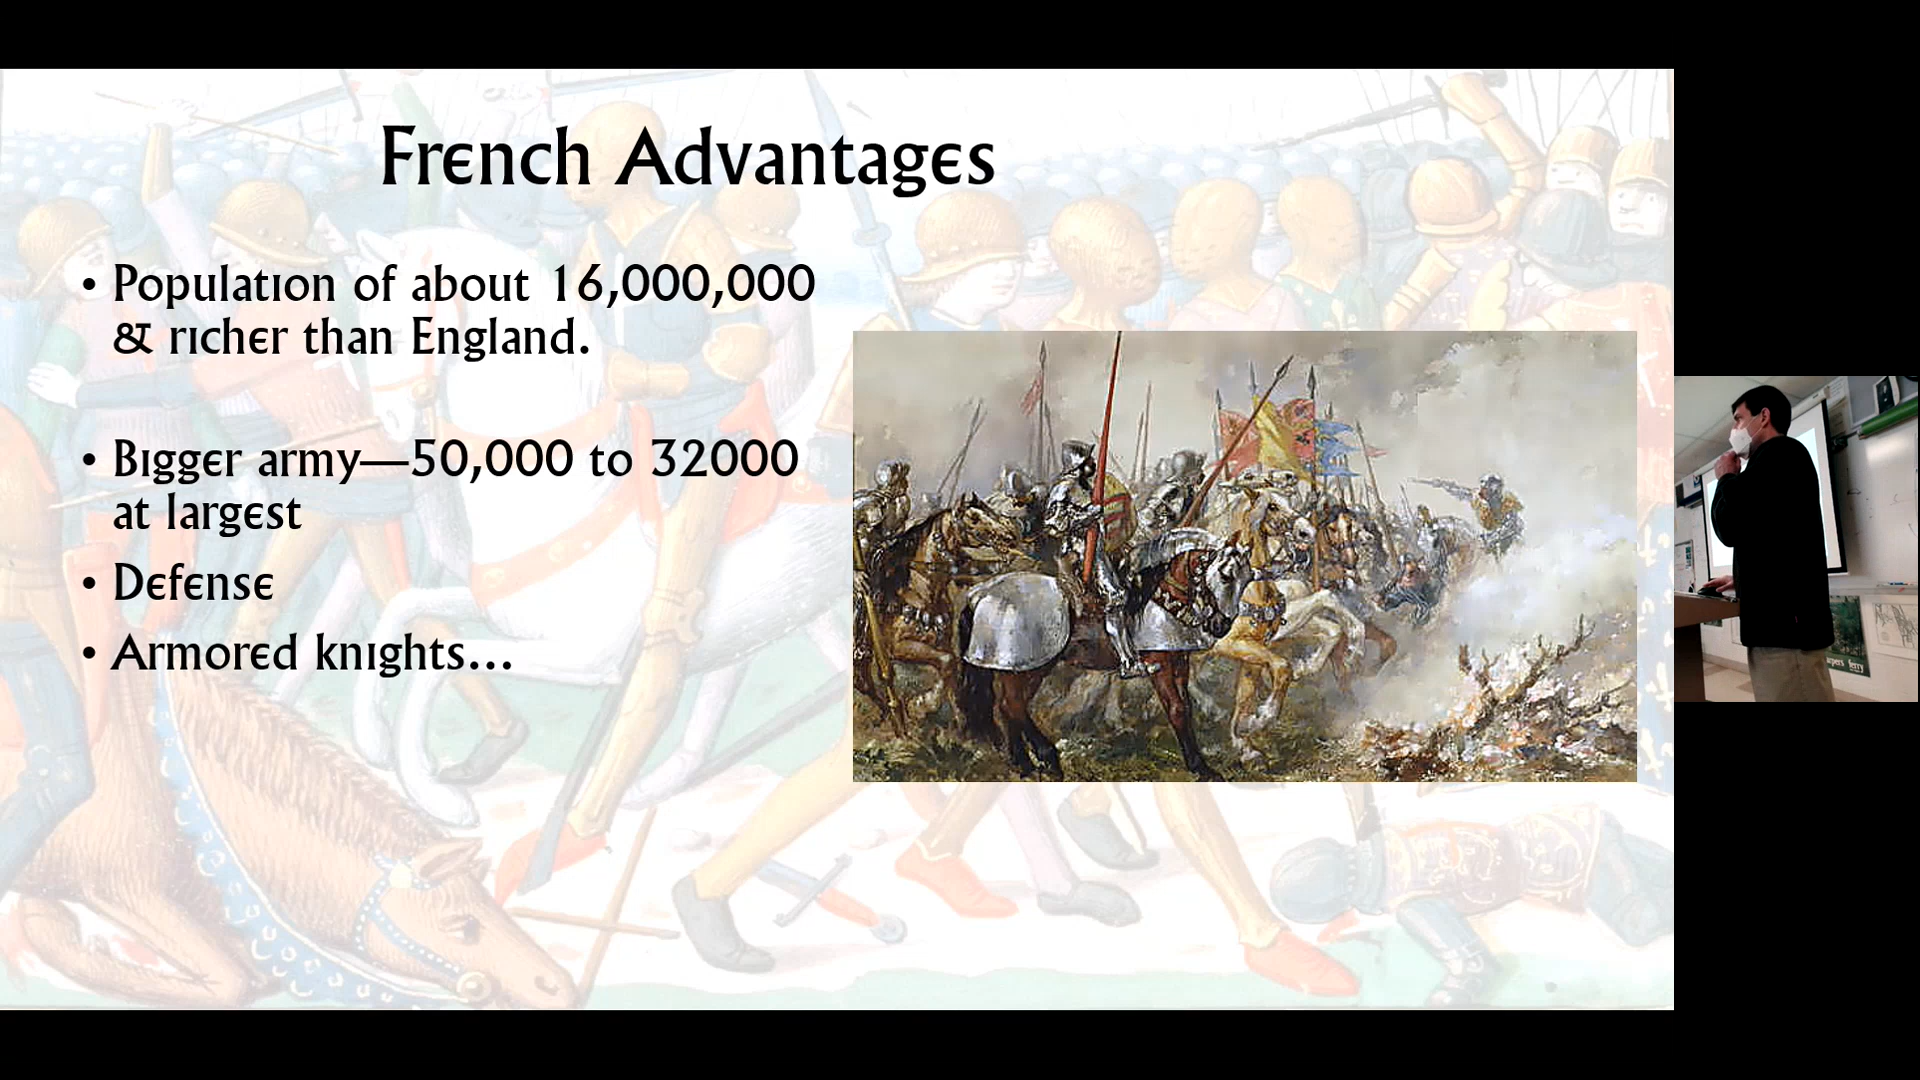 French Advantages
• Population of about 16,000,000
& richer than England.
• Bigger army—50,000 to 32000
at largest
• Defense
• Armored knights...
ferry